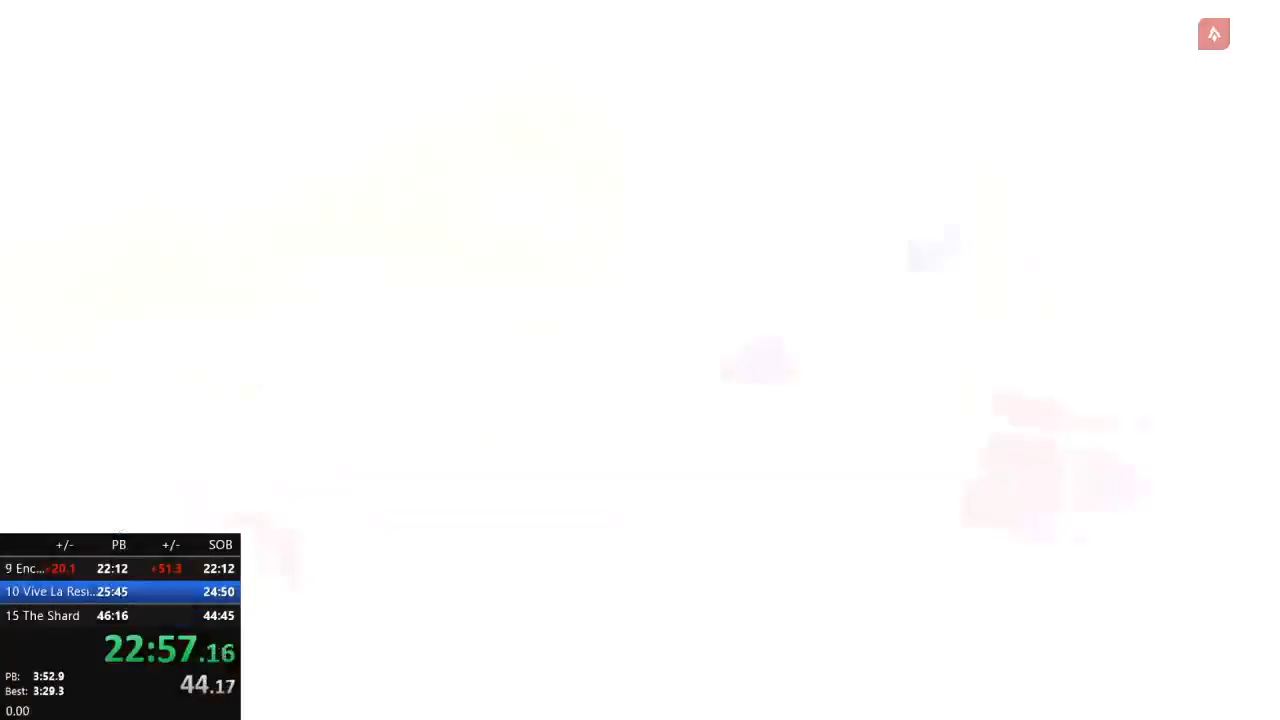 +/- PB +/- SOB
9 Enc...+20.1 22:12 +51.3 22:12
10 Vive La Resi...25:45 24:50
15 The Shard 46:16 44:45
22:57.16
PB: 3:52.9
44.17
Best: 3:29.3
0.00